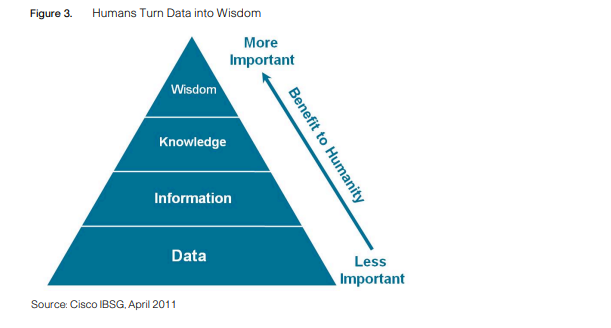 Figure 3. Humans Turn Data into Wisdom
More
Important
Wisdom
Benefit to Humanity
Knowledge
Information
Data
Less
Important
Source: Cisco IBSG, April 2011